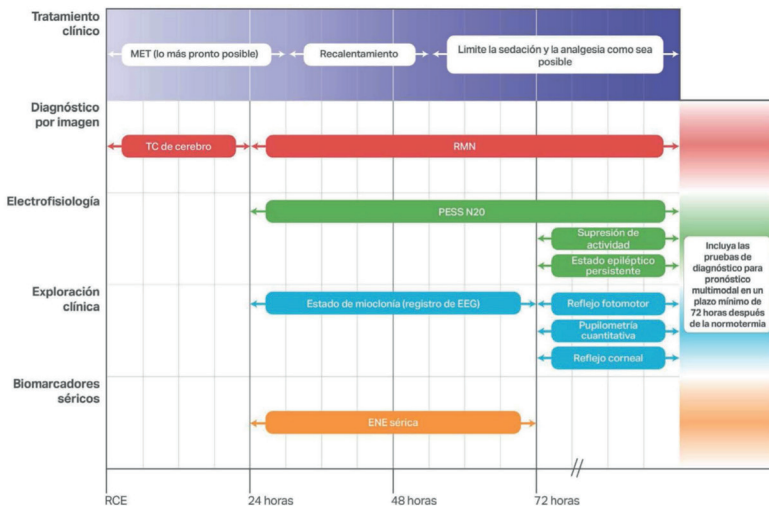 Tratamiento
clínico
MET (lo más pronto posible)
Recalentamiento
Limite la sedación y la analgesia como sea
posible
Diagnóstico
por imagen
TC de cerebro
RMN
Electrofisiología
PESS N20
Supresión de
actividad
Estado epiléptico
persistente
Exploración
clínica
Estado de mioclonía (registro de EEG)
Reflejo fotomotor
Pupilometría
cuantitativa
Reflejo corneal
Incluya las
pruebas de
diagnóstico para
pronóstico
multimodal en un
plazo mínimo de
72 horas después
de la normotermia
Biomarcadores
séricos
ENE sérica
RCE
24 horas
48 horas
72 horas